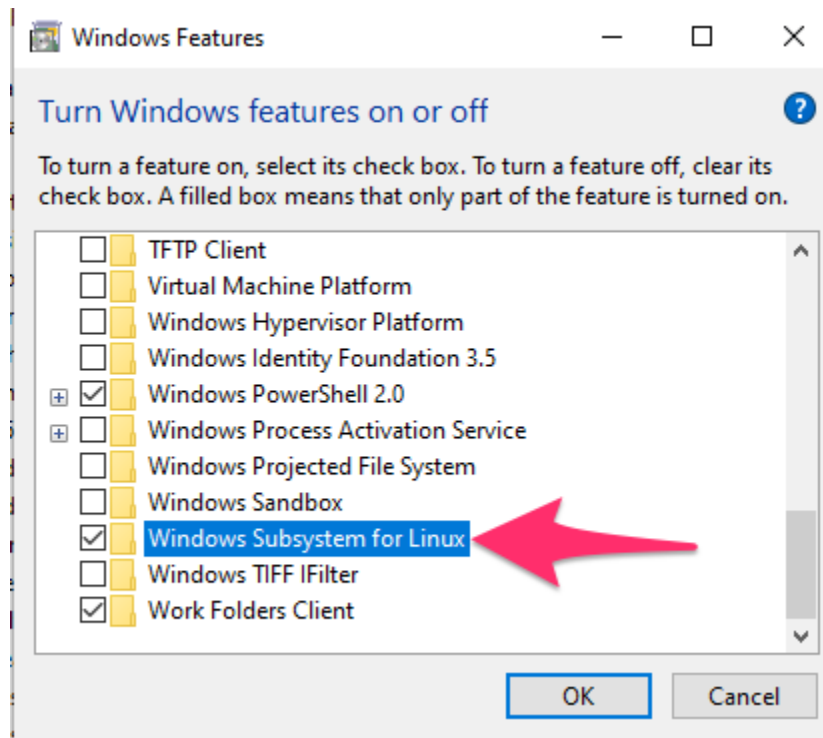 Windows Features
Turn Windows features on or off
?
To turn a feature on, select its check box. To turn a feature off, clear its
check box. A filled box means that only part of the feature is turned on.
TFTP Client
Virtual Machine Platform
Windows Hypervisor Platform
Windows Identity Foundation 3.5
Windows PowerShell 2.0
Windows Process Activation Service
Windows Projected File System
Windows Sandbox
Windows Subsystem for Linux
Windows TIFF IFilter
Work Folders Client
OK
Cancel